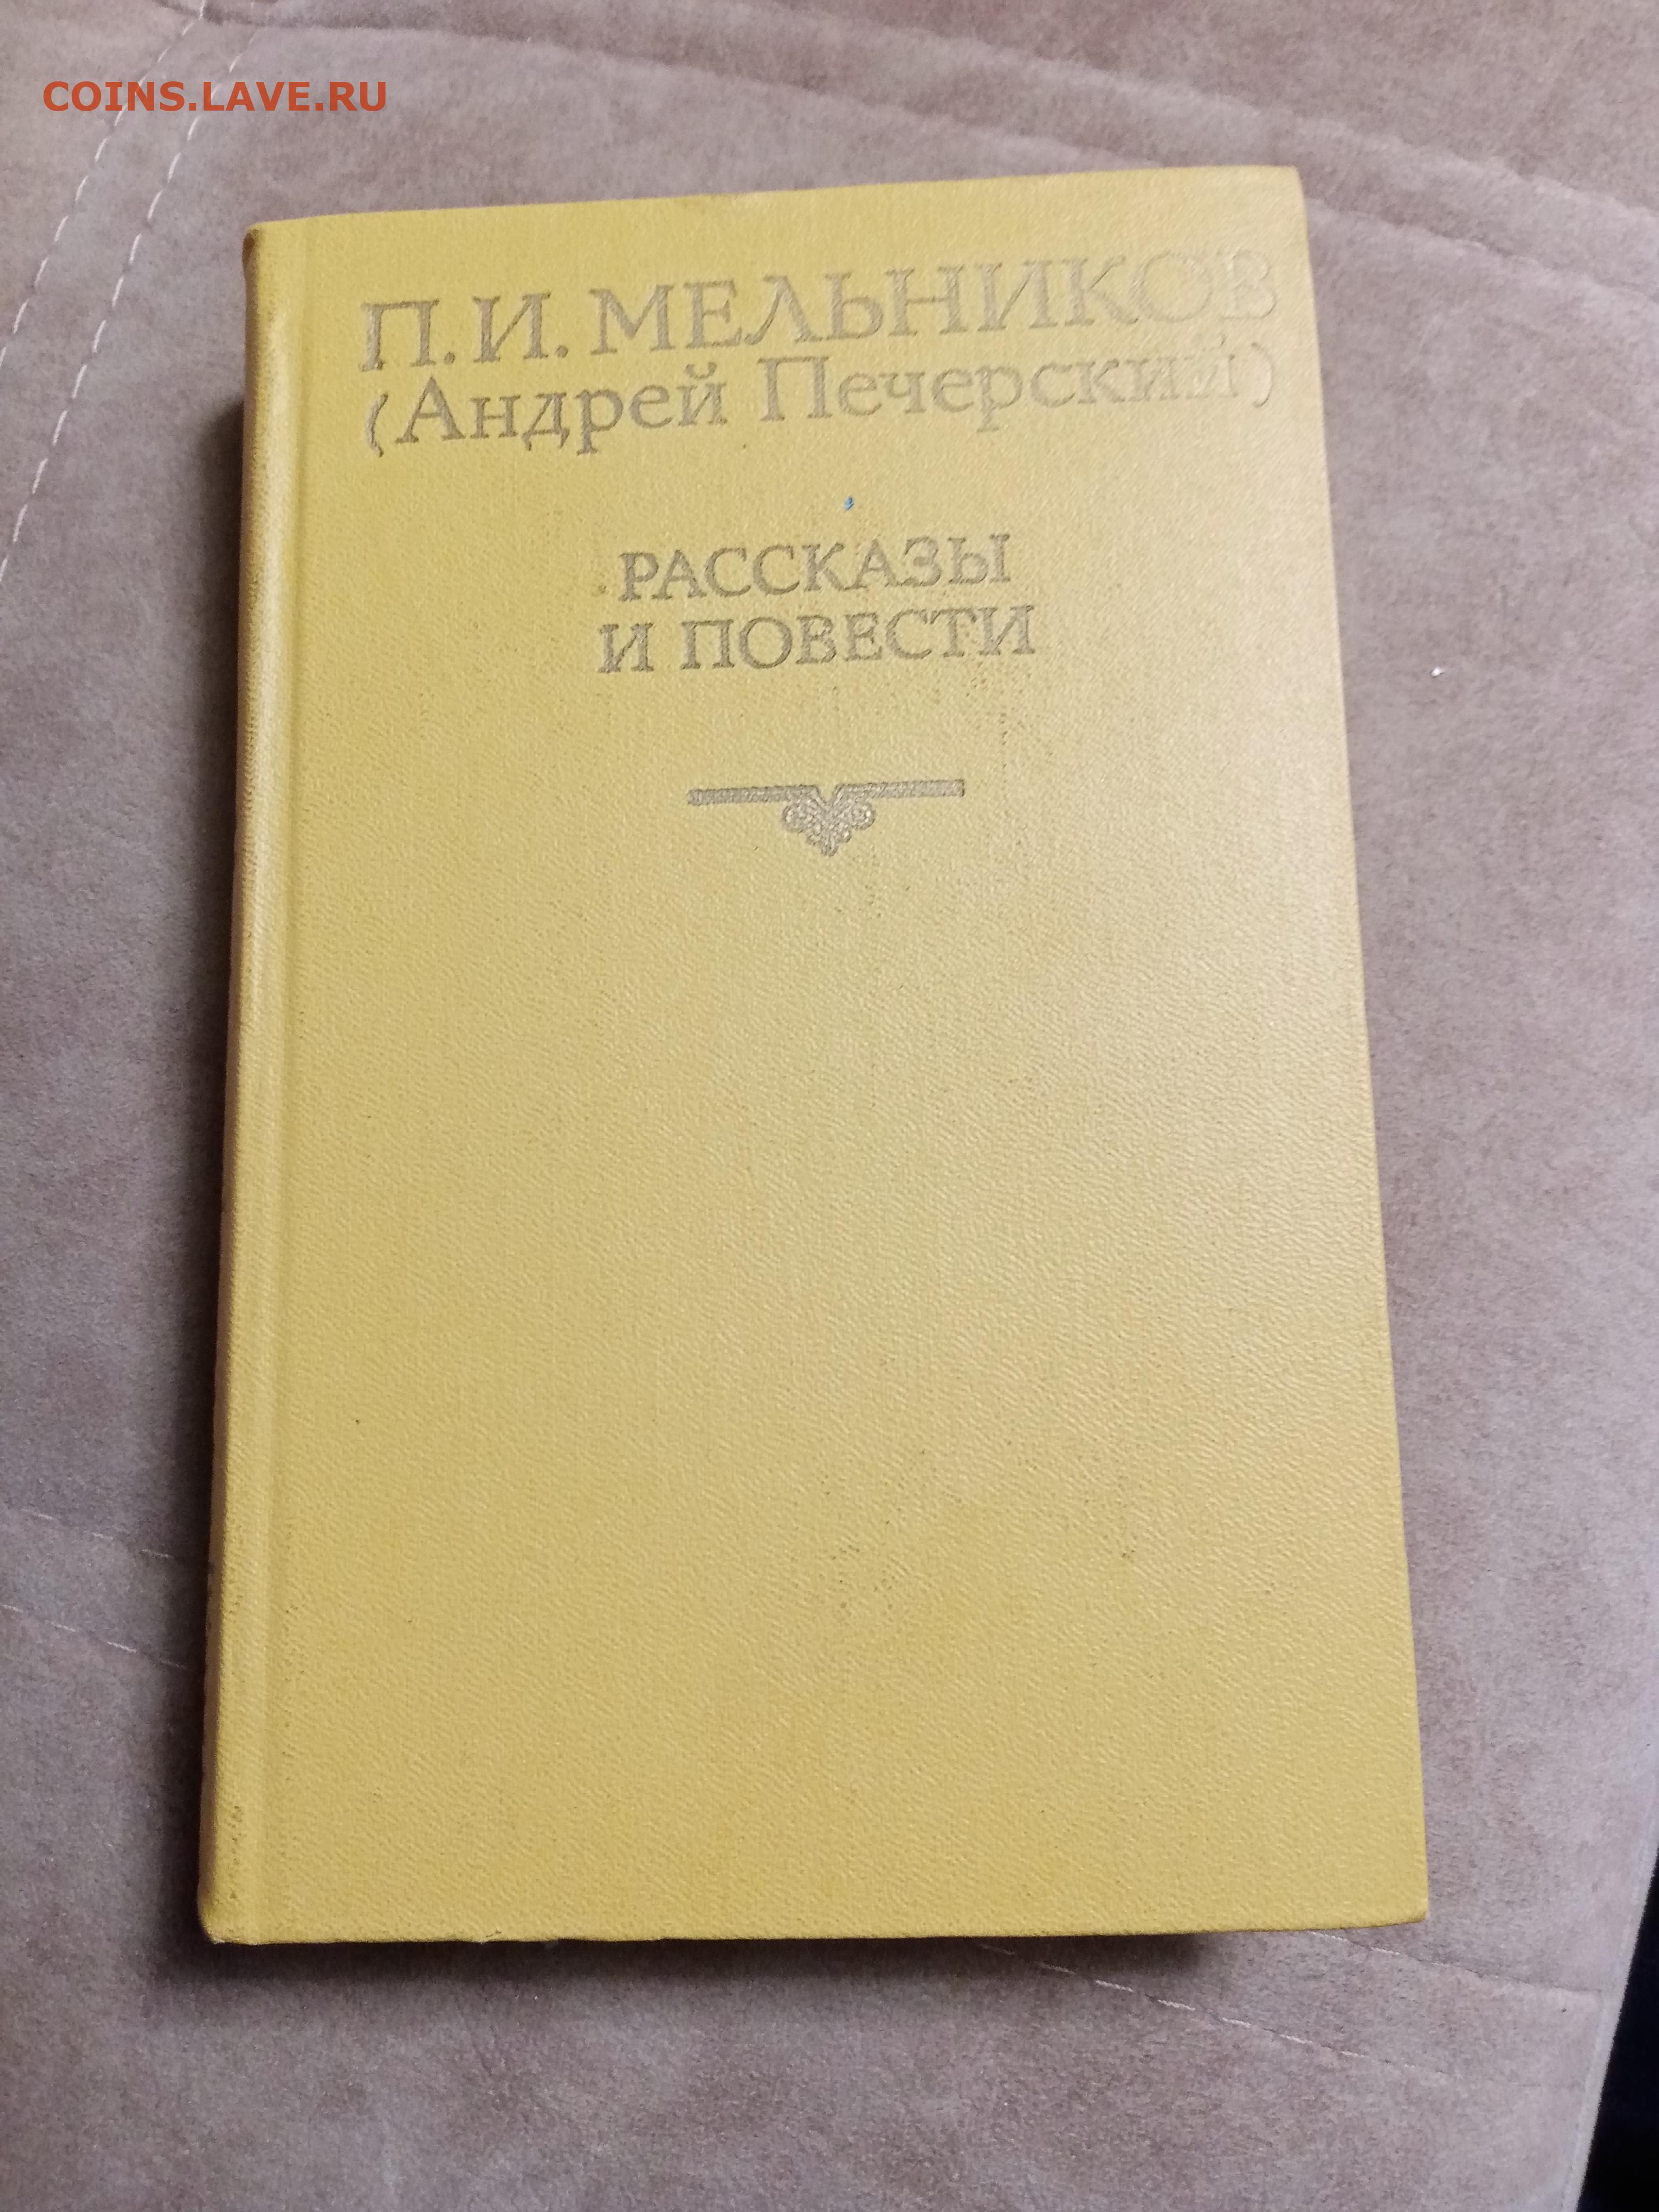 COINS.LAVE.RU
П.И.МЕЛЬНИКОВ
(Андрей Печерский)
РАССКАЗЫ
И ПОВЕСТИ